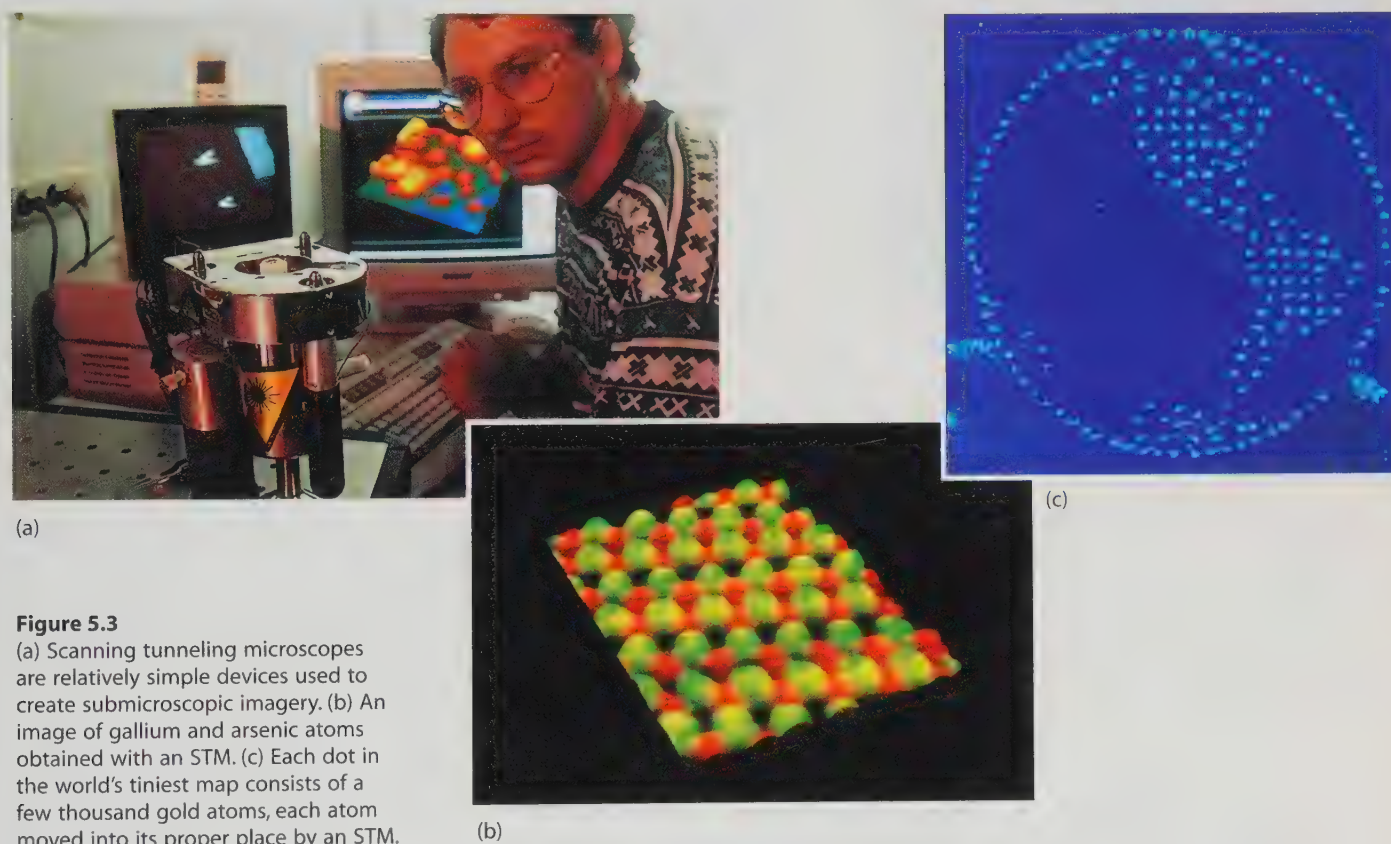 (a)
(c)
Figure 5.3
(a) Scanning tunneling microscopes
are relatively simple devices used to
create submicroscopic imagery. (b) An
image of gallium and arsenic atoms
obtained with an STM. (c) Each dot in
the world's tiniest map consists of a
few thousand gold atoms, each atom
moved into its proper place by an STM.
(b)